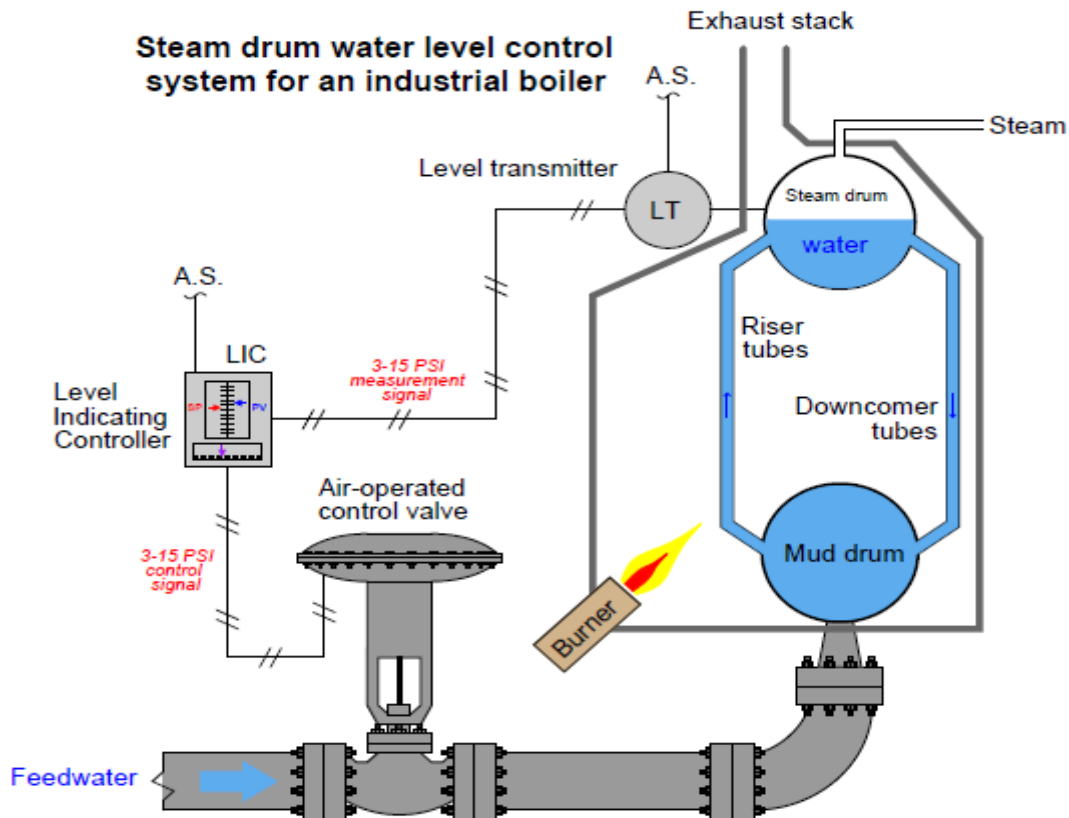 Steam drum water level control
system for an industrial boiler
Exhaust stack
A.S.
Steam
Level transmitter
LT
Steam drum
water
A.S.
LIC
Riser
tubes
3-15 PSI
measurement
signal
SP
PV
Level
Indicating
Controller
Downcomer
tubes
Air-operated
control valve
3-15 PSI
control
signal
Mud drum
Burner
Feedwater